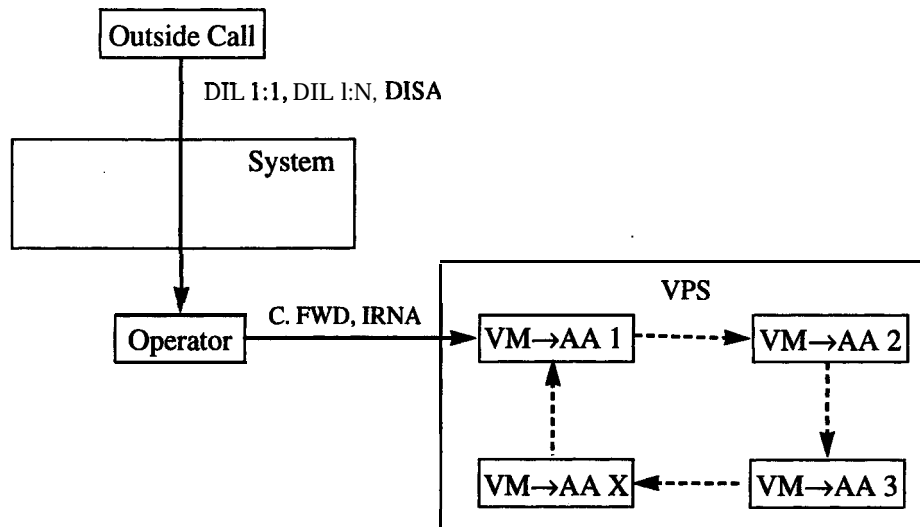 Outside Call
DIL 1:1, DIL l:N, DISA
System
VPS
C. FWD, IRNA
Operator
VM→AA 1
VM→AA 2
VM→AA X
VM→AA 3